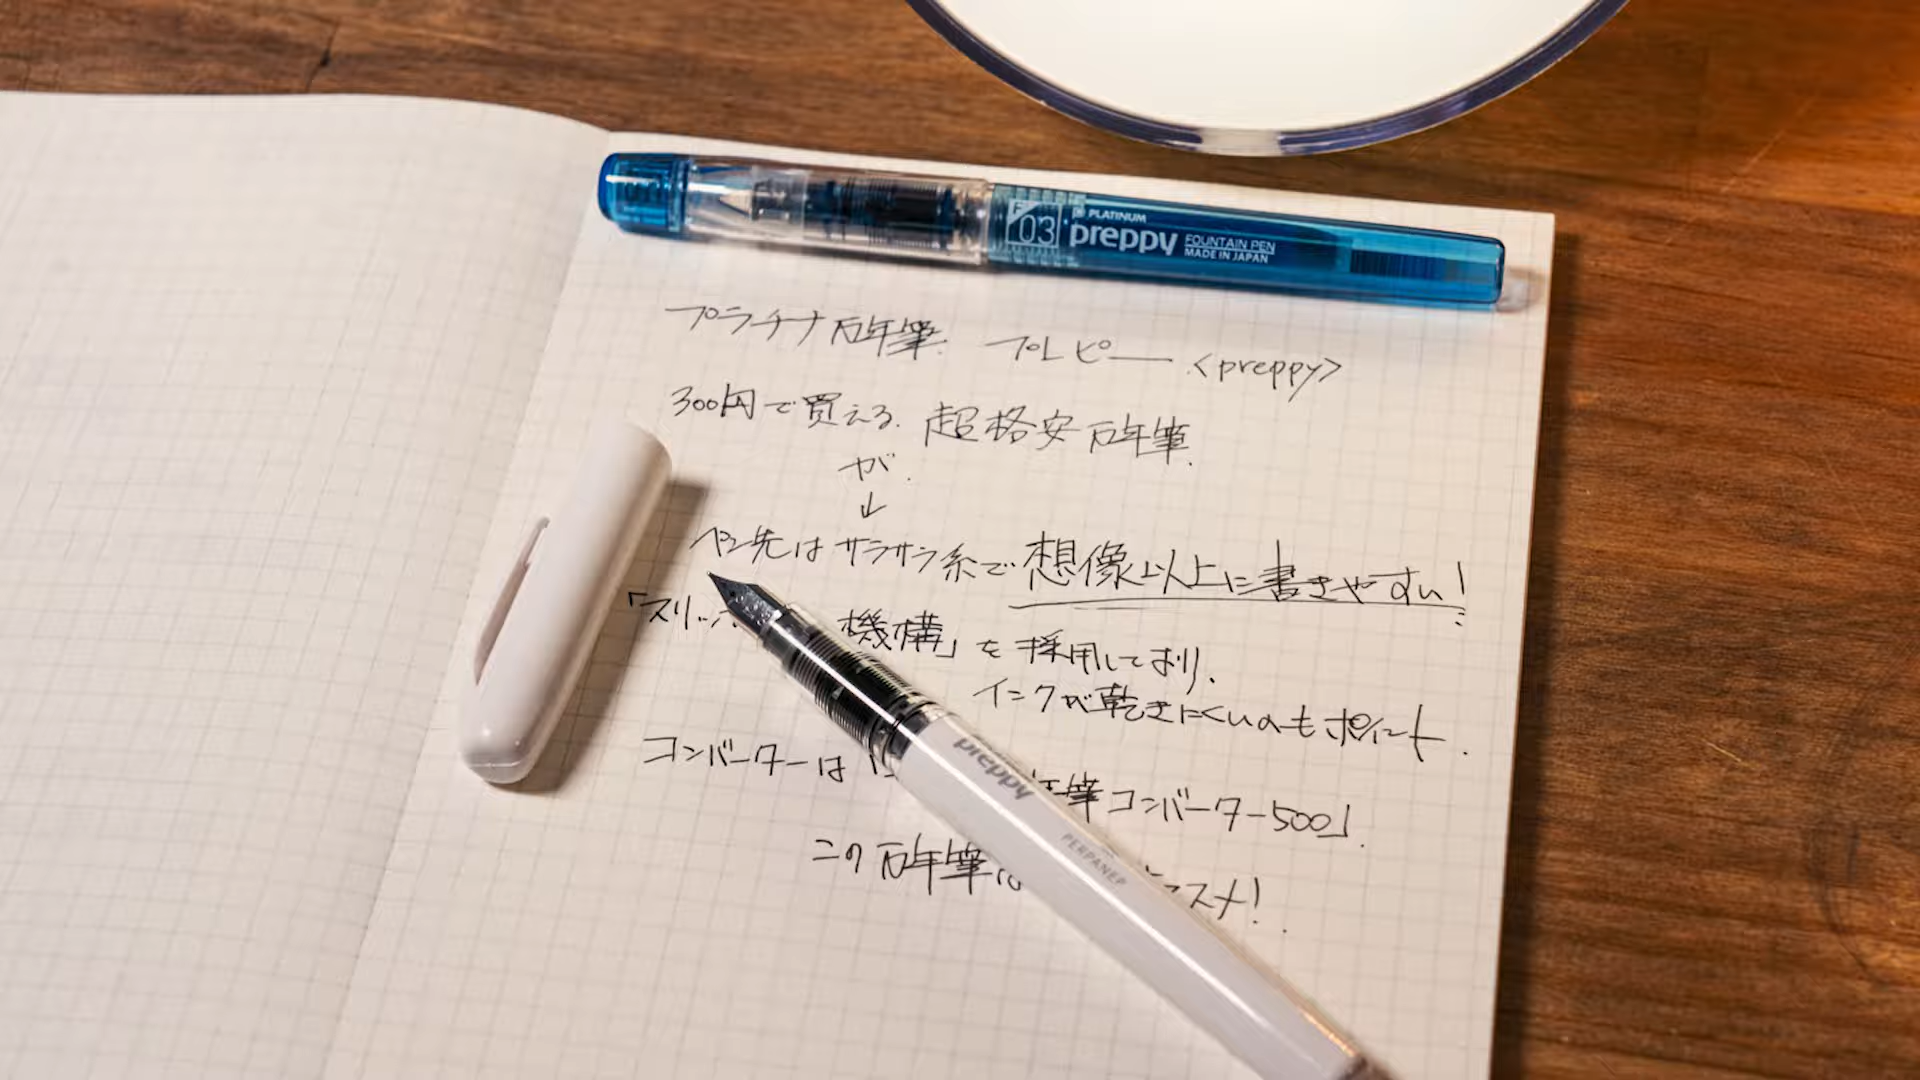 F 03 PLATINUM preppy FOUNTAIN PEN MADE IN JAPAN
プラチナ万年筆 プレピー <preppy>
300円で買える、超格安万年筆
が、
↓
ペン先はサラサラ系で想像以上に書きやすい!
「スリッ 機構」を採用しており、
インクが乾きにくいのもポイント.
コンバーターは 筆コンバーター500」.
この万年筆は スメ!
preppy PERPANEP